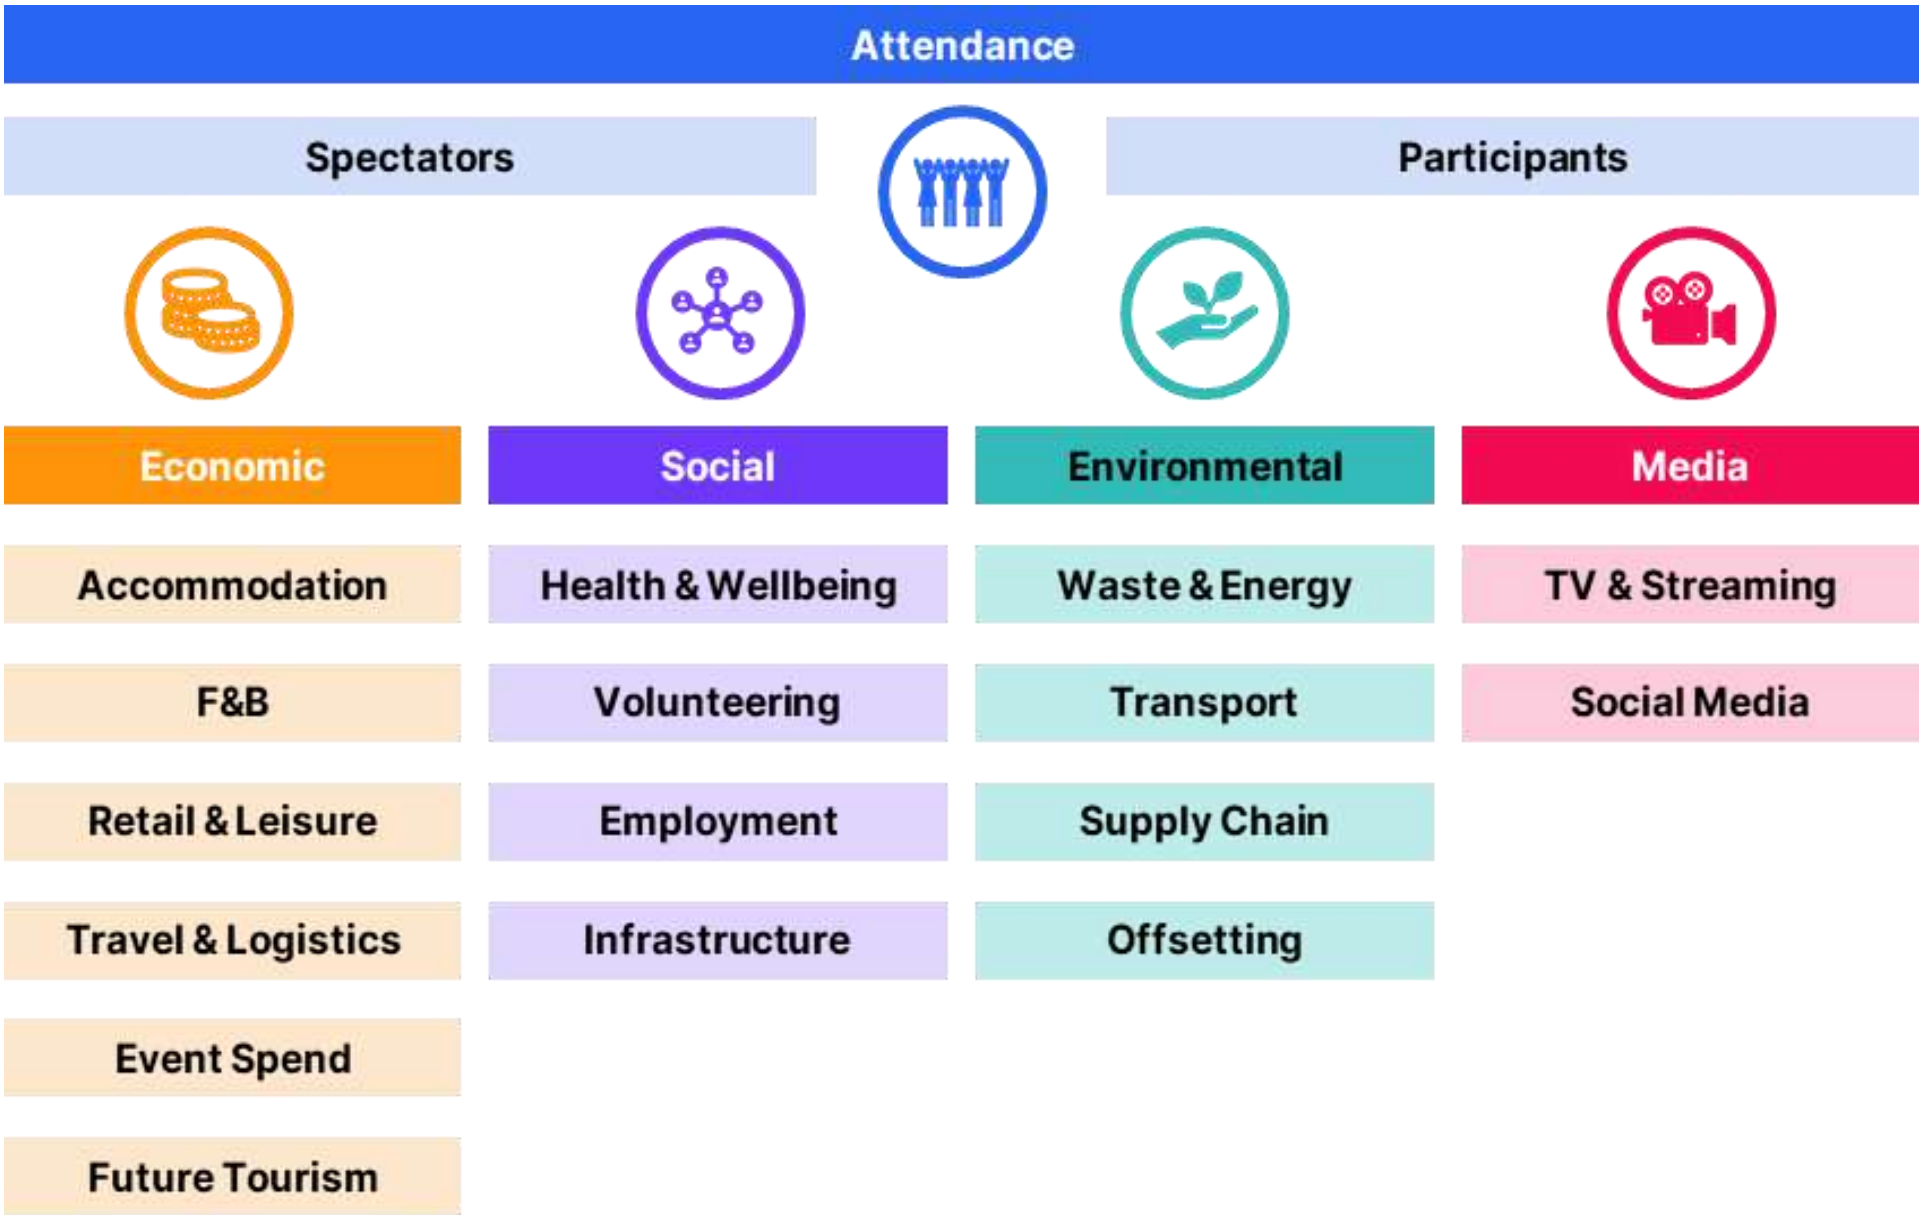 Attendance
Spectators
Participants
Economic
Social
Environmental
Media
Accommodation
Health & Wellbeing
Waste & Energy
TV & Streaming
F&B
Volunteering
Transport
Social Media
Retail & Leisure
Employment
Supply Chain
Travel & Logistics
Infrastructure
Offsetting
Event Spend
Future Tourism